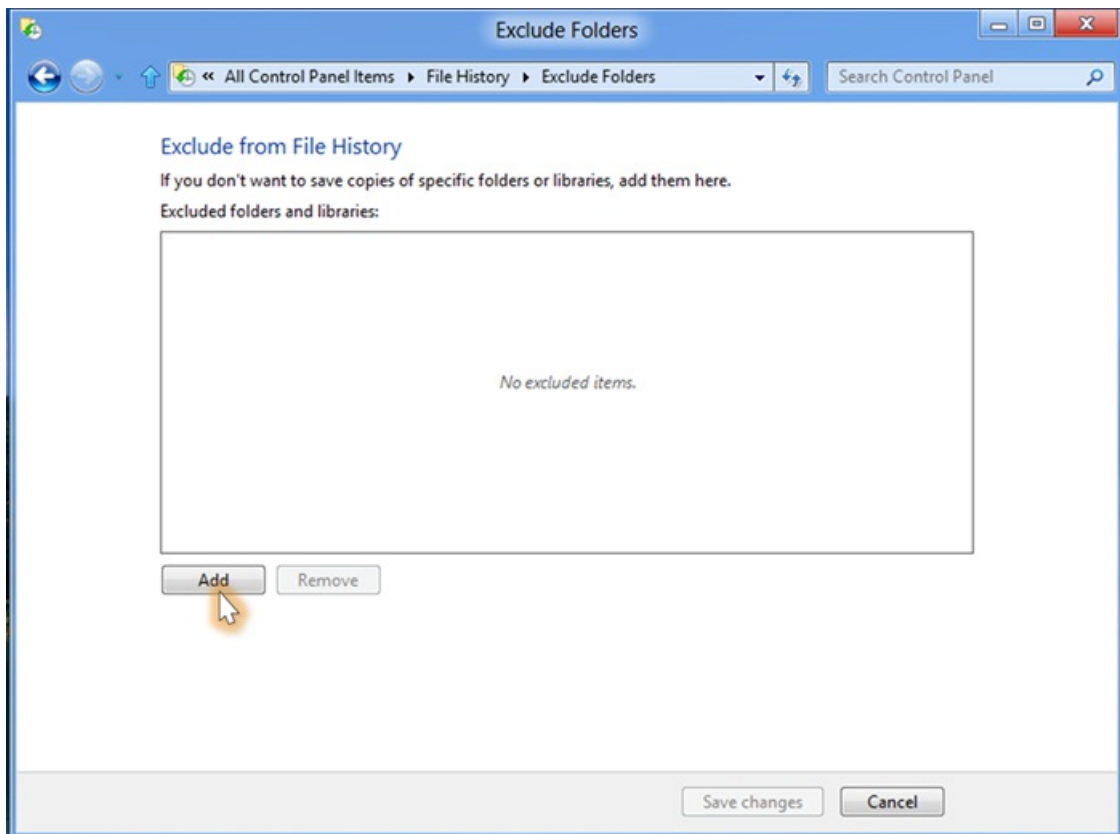 Exclude Folders
« All Control Panel Items ▸ File History ▸ Exclude Folders
Search Control Panel
Exclude from File History
If you don't want to save copies of specific folders or libraries, add them here.
Excluded folders and libraries:
No excluded items.
Add
Remove
Save changes
Cancel